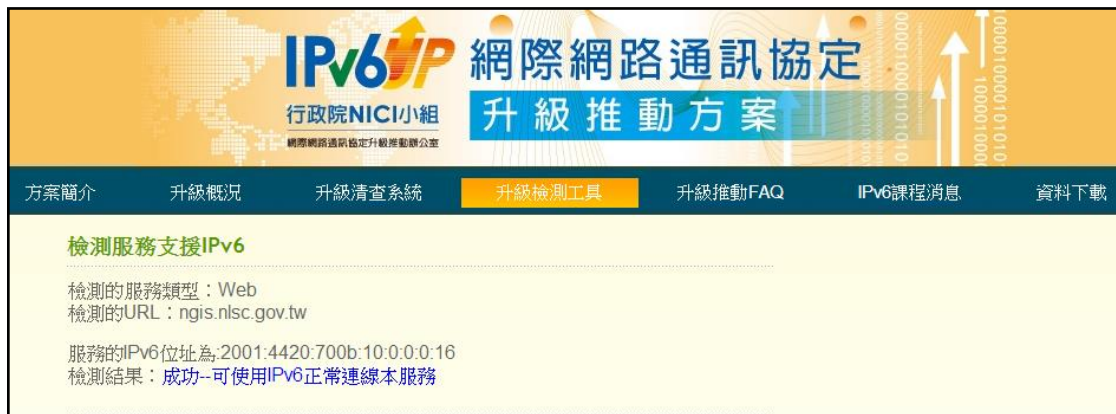 IPv6UP 網際網路通訊協定
行政院NICI小組 升級推動方案
網際網路通訊協定升級推動辦公室
方案簡介 升級概況 升級清查系統 升級檢測工具 升級推動FAQ IPv6課程消息 資料下載
檢測服務支援IPv6
檢測的服務類型：Web
檢測的URL：ngis.nlsc.gov.tw
服務的IPv6位址為:2001:4420:700b:10:0:0:0:16
檢測結果：成功--可使用IPv6正常連線本服務